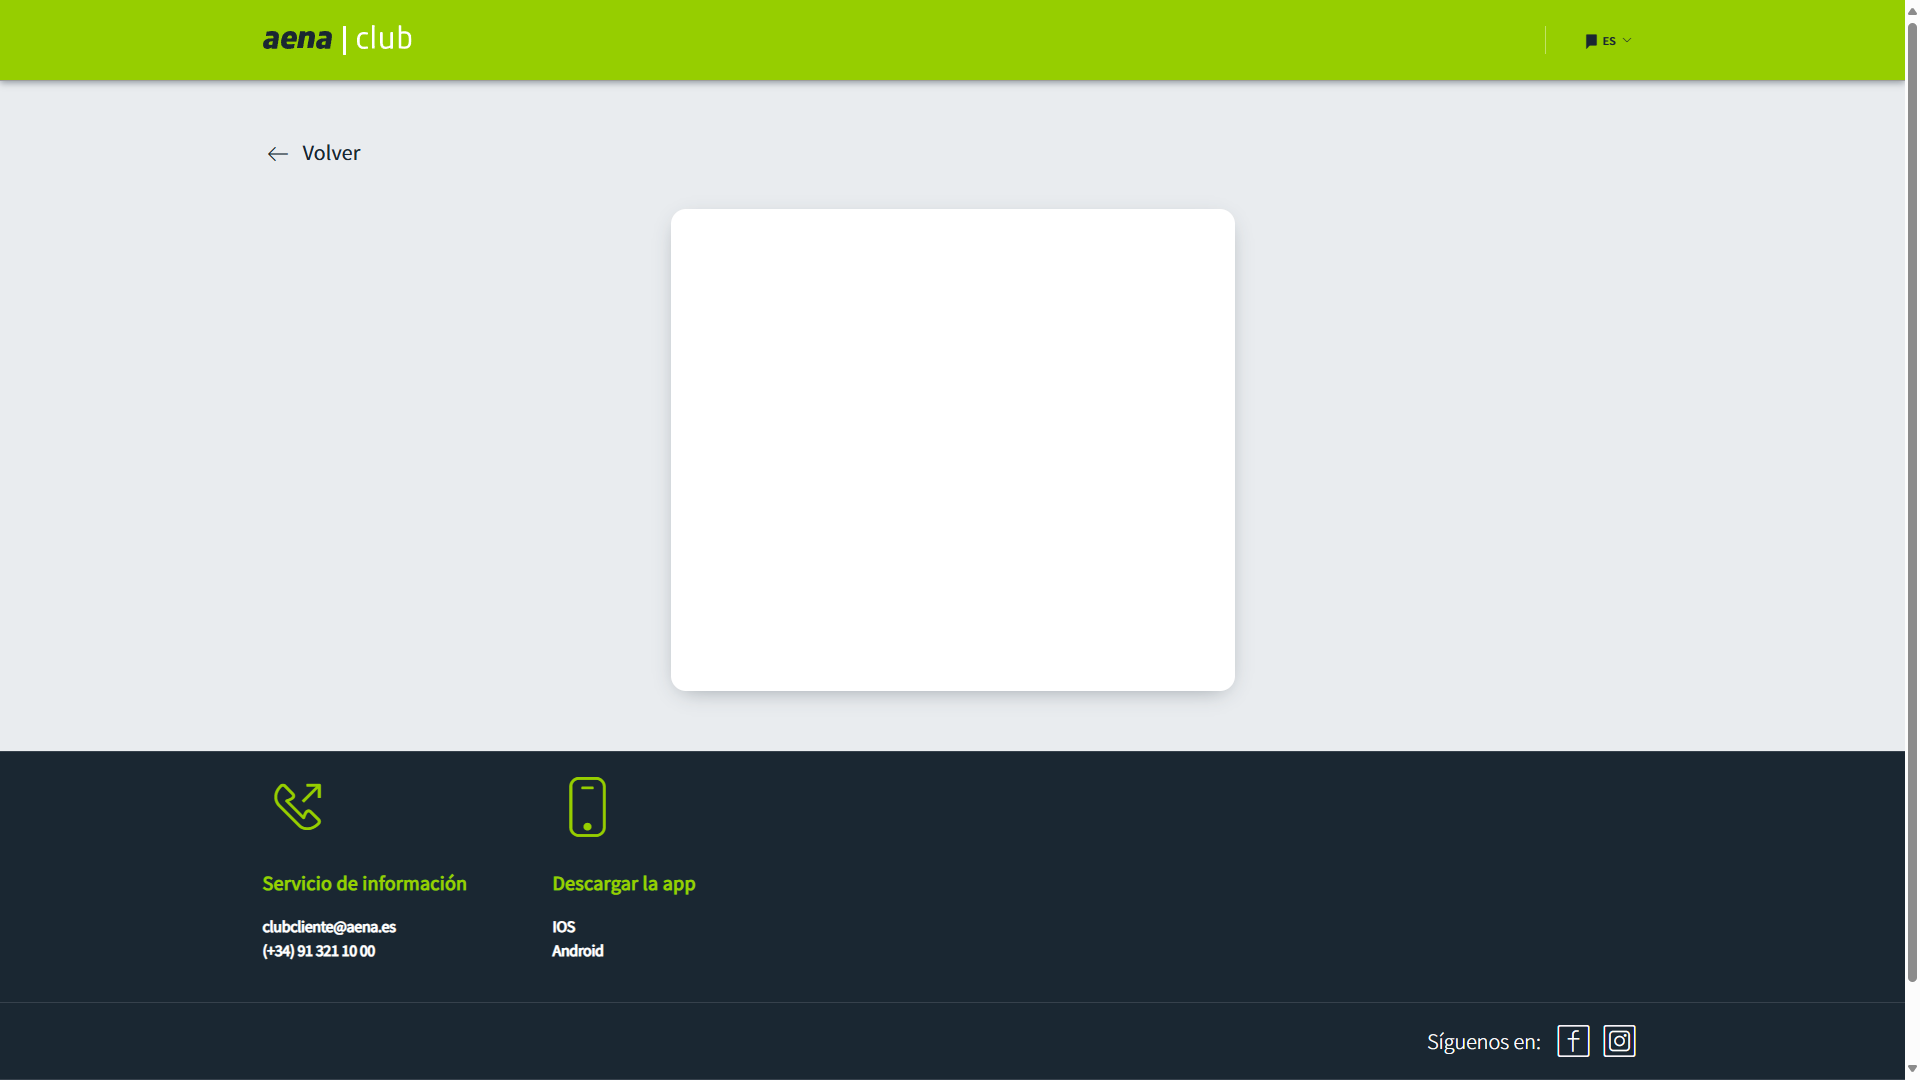 aena | club
ES
Volver
Servicio de información
clubcliente@aena.es
(+34) 91 321 10 00
Descargar la app
IOS
Android
Síguenos en: